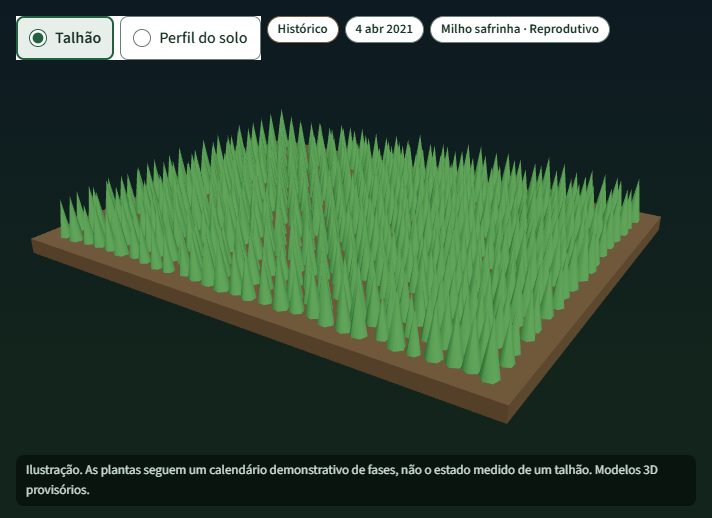 Talhão
Perfil do solo
Histórico
4 abr 2021
Milho safrinha · Reprodutivo
Ilustração. As plantas seguem um calendário demonstrativo de fases, não o estado medido de um talhão. Modelos 3D
provisórios.